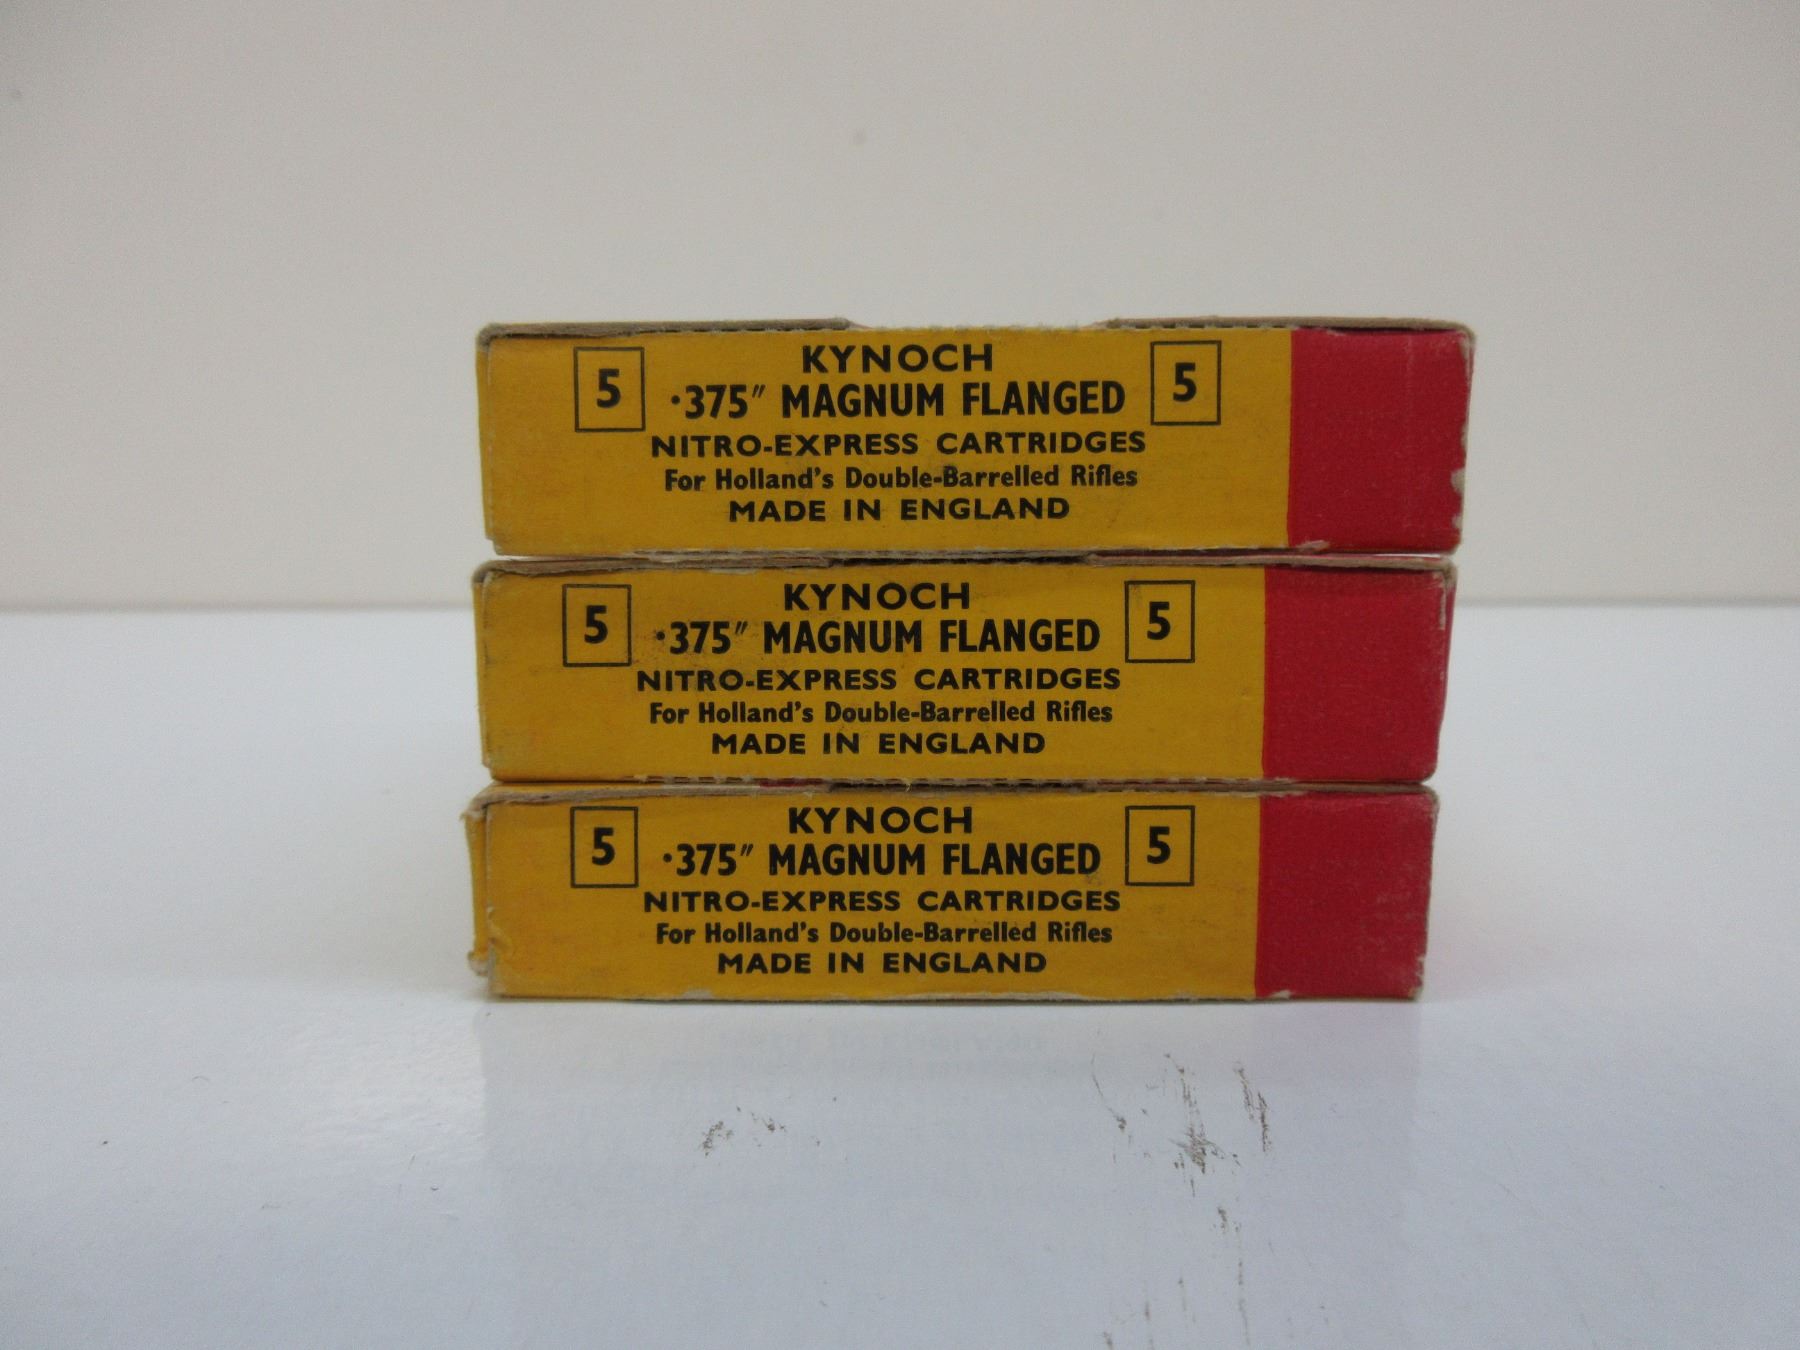 KYNOCH
5 ·375" MAGNUM FLANGED 5
NITRO-EXPRESS CARTRIDGES
For Holland's Double-Barrelled Rifles
MADE IN ENGLAND
KYNOCH
5 ·375" MAGNUM FLANGED 5
NITRO-EXPRESS CARTRIDGES
For Holland's Double-Barrelled Rifles
MADE IN ENGLAND
KYNOCH
5 ·375" MAGNUM FLANGED 5
NITRO-EXPRESS CARTRIDGES
For Holland's Double-Barrelled Rifles
MADE IN ENGLAND